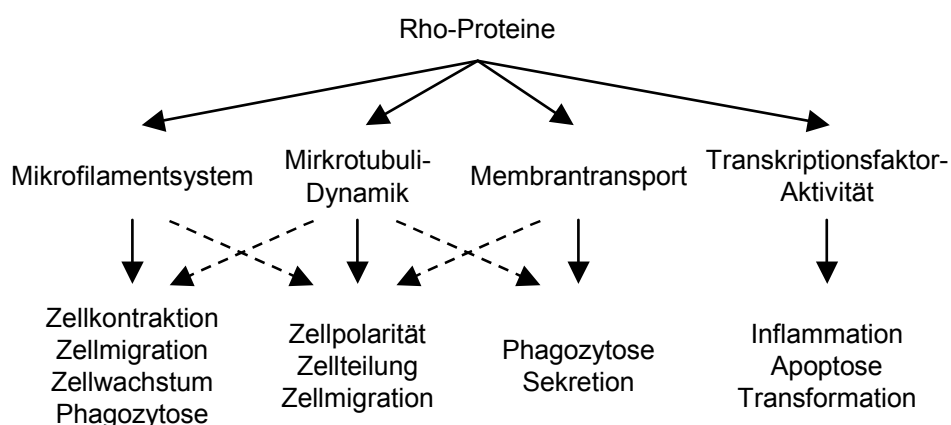 Rho-Proteine
Mikrofilamentsystem
Mirkrotubuli-
Dynamik
Membrantransport
Transkriptionsfaktor-
Aktivität
Zellkontraktion
Zellmigration
Zellwachstum
Phagozytose
Zellpolarität
Zellteilung
Zellmigration
Phagozytose
Sekretion
Inflammation
Apoptose
Transformation